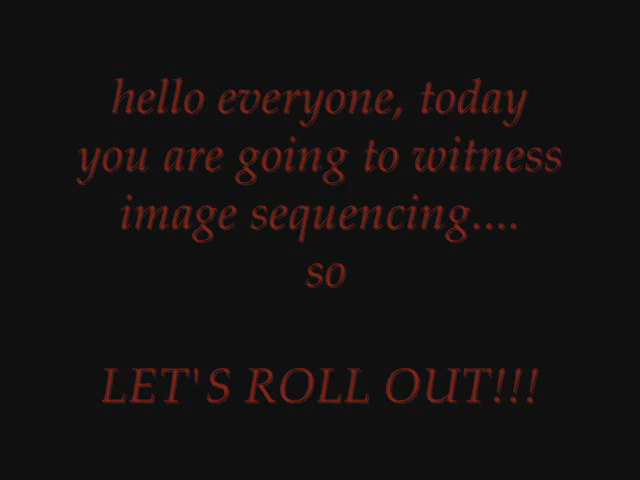 hello everyone, today
you are going to witness
image sequencing....
so
LET'S ROLL OUT!!!